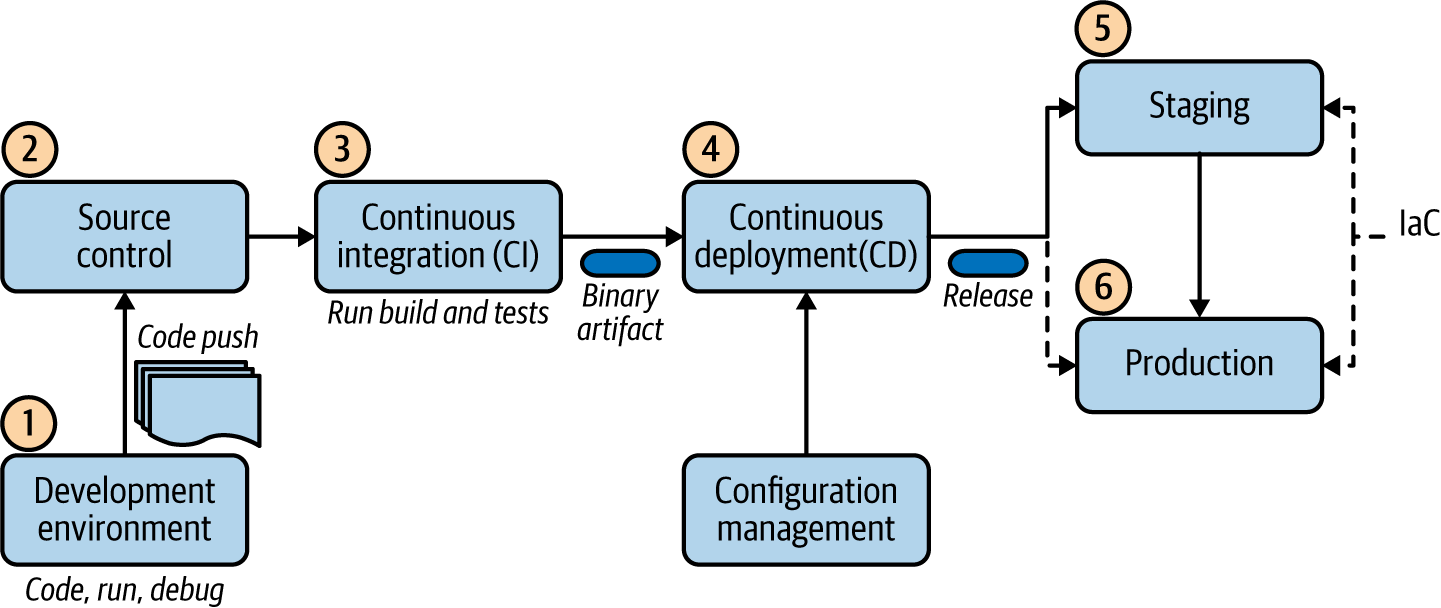 1
Development
environment
Code, run, debug
Code push
2
Source
control
3
Continuous
integration (CI)
Run build and tests
Binary
artifact
4
Continuous
deployment(CD)
Configuration
management
Release
5
Staging
6
Production
IaC